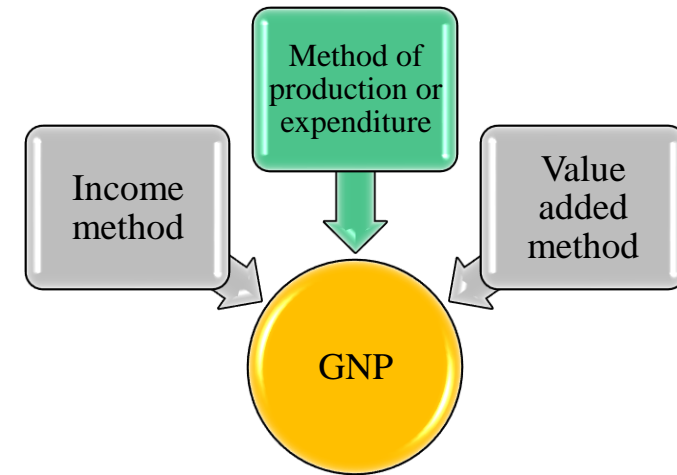 Method of
production or
expenditure
Income
method
Value
added
method
GNP